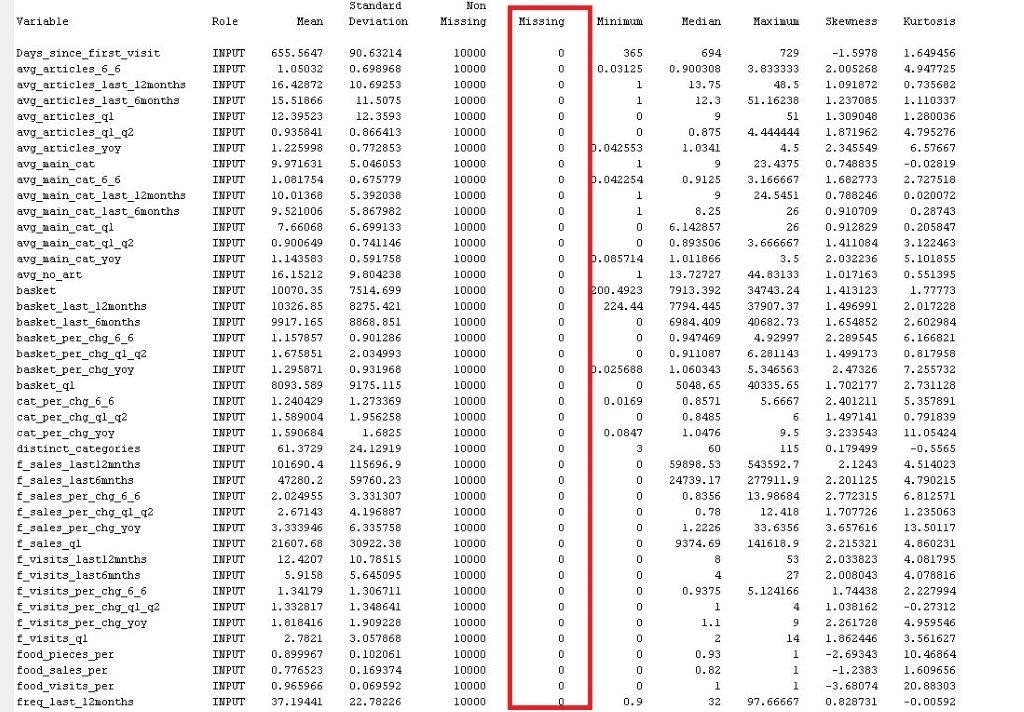 Standard Non
Variable Role Mean Deviation Missing Missing Minimum Median Maximum Skewness Kurtosis
Days_since_first_visit INPUT 655.5647 90.63214 10000 0 365 694 729 -1.5978 1.649456
avg_articles_6_6 INPUT 1.05032 0.698968 10000 0 0.03125 0.900308 3.833333 2.005268 4.947725
avg_articles_last_12months INPUT 16.42872 10.69253 10000 0 1 13.75 48.5 1.091872 0.735682
avg_articles_last_6months INPUT 15.51866 11.5075 10000 0 1 12.3 51.16238 1.237085 1.110337
avg_articles_q1 INPUT 12.39523 12.3593 10000 0 0 9 51 1.309048 1.280036
avg_articles_q1_q2 INPUT 0.935841 0.866413 10000 0 0 0.875 4.444444 1.871962 4.795276
avg_articles_yoy INPUT 1.225998 0.772853 10000 0 0.042553 1.0341 4.5 2.345549 6.57667
avg_main_cat INPUT 9.971631 5.046053 10000 0 1 9 23.4375 0.748835 -0.02819
avg_main_cat_6_6 INPUT 1.081754 0.675779 10000 0 0.042254 0.9125 3.166667 1.682773 2.727518
avg_main_cat_last_12months INPUT 10.01368 5.392038 10000 0 1 9 24.5451 0.788246 0.020072
avg_main_cat_last_6months INPUT 9.521006 5.867982 10000 0 1 8.25 26 0.910709 0.28743
avg_main_cat_q1 INPUT 7.66068 6.699133 10000 0 0 6.142857 26 0.912829 0.205847
avg_main_cat_q1_q2 INPUT 0.900649 0.741146 10000 0 0 0.893506 3.666667 1.411084 3.122463
avg_main_cat_yoy INPUT 1.143583 0.591758 10000 0 0.085714 1.011866 3.5 2.032236 5.101855
avg_no_art INPUT 16.15212 9.804238 10000 0 1 13.72727 44.83133 1.017163 0.551395
basket INPUT 10070.35 7514.699 10000 0 200.4923 7913.392 34743.24 1.413123 1.77773
basket_last_12months INPUT 10326.85 8275.421 10000 0 224.44 7794.445 37907.37 1.496991 2.017228
basket_last_6months INPUT 9917.165 8868.851 10000 0 0 6984.409 40682.73 1.654852 2.602984
basket_per_chg_6_6 INPUT 1.157857 0.901286 10000 0 0 0.947469 4.92997 2.289545 6.166821
basket_per_chg_q1_q2 INPUT 1.675851 2.034993 10000 0 0 0.911087 6.281143 1.499173 0.817958
basket_per_chg_yoy INPUT 1.295871 0.931968 10000 0 0.025688 1.060343 5.346563 2.47326 7.255732
basket_q1 INPUT 8093.589 9175.115 10000 0 0 5048.65 40335.65 1.702177 2.731128
cat_per_chg_6_6 INPUT 1.240429 1.273369 10000 0 0.0169 0.8571 5.6667 2.401211 5.357891
cat_per_chg_q1_q2 INPUT 1.589004 1.956258 10000 0 0 0.8485 6 1.497141 0.791839
cat_per_chg_yoy INPUT 1.590684 1.6825 10000 0 0.0847 1.0476 9.5 3.233543 11.05424
distinct_categories INPUT 61.3729 24.12919 10000 0 3 60 115 0.179499 -0.5565
f_sales_last12mnths INPUT 101690.4 115696.9 10000 0 0 59898.53 543592.7 2.1243 4.514023
f_sales_last6mnths INPUT 47280.2 59760.23 10000 0 0 24739.17 277911.9 2.201125 4.790215
f_sales_per_chg_6_6 INPUT 2.024955 3.331307 10000 0 0 0.8356 13.98684 2.772315 6.812571
f_sales_per_chg_q1_q2 INPUT 2.67143 4.196887 10000 0 0 0.78 12.418 1.707726 1.235063
f_sales_per_chg_yoy INPUT 3.333946 6.335758 10000 0 0 1.2226 33.6356 3.657616 13.50117
f_sales_q1 INPUT 21607.68 30922.38 10000 0 0 9374.69 141618.9 2.215321 4.860231
f_visits_last12mnths INPUT 12.4207 10.78515 10000 0 0 8 53 2.033823 4.081795
f_visits_last6mnths INPUT 5.9158 5.645095 10000 0 0 4 27 2.008043 4.078816
f_visits_per_chg_6_6 INPUT 1.34179 1.306711 10000 0 0 0.9375 5.124166 1.74438 2.227994
f_visits_per_chg_q1_q2 INPUT 1.332817 1.348641 10000 0 0 1 4 1.038162 -0.27312
f_visits_per_chg_yoy INPUT 1.818416 1.909228 10000 0 0 1.1 9 2.261728 4.959546
f_visits_q1 INPUT 2.7821 3.057868 10000 0 0 2 14 1.862446 3.561627
food_pieces_per INPUT 0.899967 0.102061 10000 0 0 0.93 1 -2.69343 10.46864
food_sales_per INPUT 0.776523 0.169374 10000 0 0 0.82 1 -1.2383 1.609656
food_visits_per INPUT 0.965966 0.069592 10000 0 0 1 1 -3.68074 20.88303
freq_last_12months INPUT 37.19441 22.78226 10000 0 0.9 32 97.66667 0.828731 -0.00592